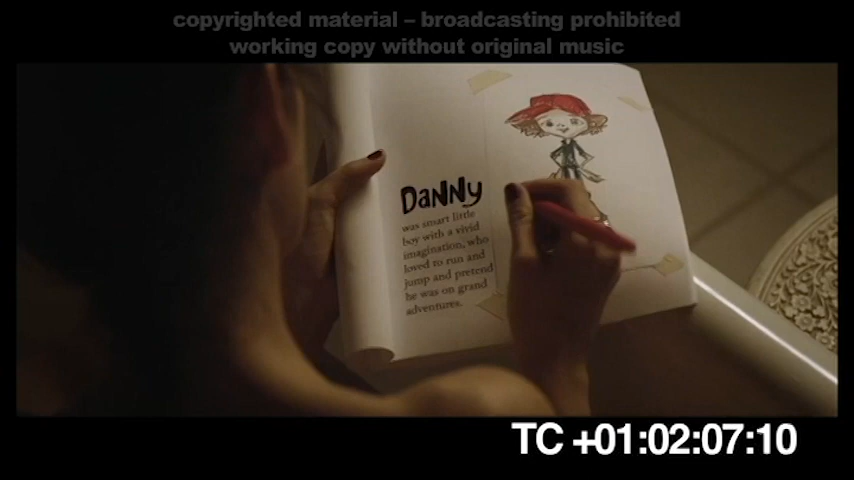 copyrighted material – broadcasting prohibited
working copy without original music
DaNNy
was smart little
boy with a vivid
imagination, who
loved to run and
jump and pretend
he was on grand
adventures.
TC +01:02:07:10